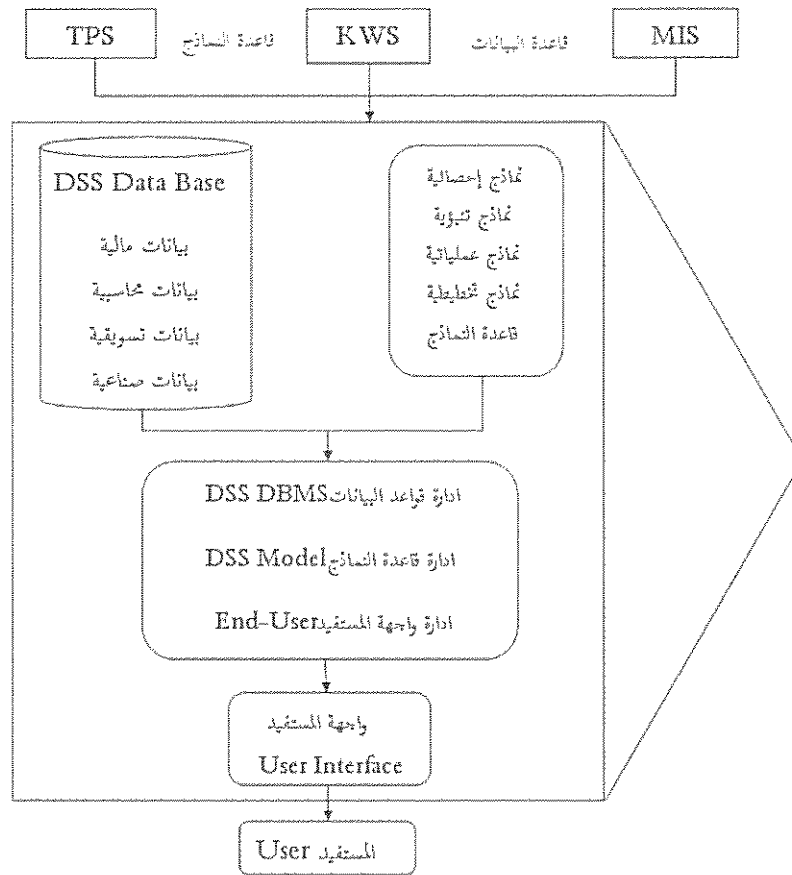 TPS
قاعدة النماذج
KWS
قاعدة البيانات
MIS
DSS Data Base
بيانات مالية
بيانات محاسبية
بيانات تسويقية
بيانات صناعية
نماذج إحصائية
نماذج تنبؤية
نماذج عملياتية
نماذج تخطيطية
قاعدة النماذج
ادارة قواعد البياناتDSS DBMS
ادارة قاعدة النماذجDSS Model
ادارة واجهة المستفيدEnd-User
واجهة المستفيد
User Interface
المستفيد User